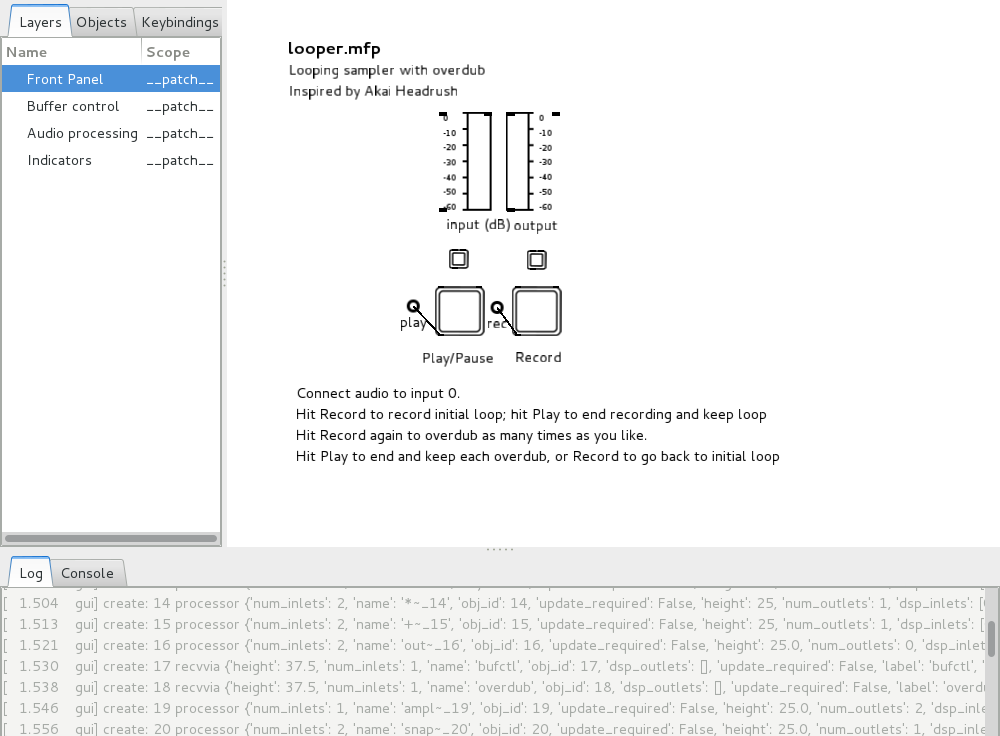 Layers Objects Keybindings
Name Scope
Front Panel __patch__
Buffer control __patch__
Audio processing __patch__
Indicators __patch__
looper.mfp
Looping sampler with overdub
Inspired by Akai Headrush
0 0
-10 -10
-20 -20
-30 -30
-40 -40
-50 -50
-60 -60
input (dB) output
play rec
Play/Pause Record
Connect audio to input 0.
Hit Record to record initial loop; hit Play to end recording and keep loop
Hit Record again to overdub as many times as you like.
Hit Play to end and keep each overdub, or Record to go back to initial loop
Log Console
[ 1.504 gui] create: 14 processor {'num_inlets': 2, 'name': '*~_14', 'obj_id': 14, 'update_required': False, 'height': 25, 'num_outlets': 1, 'dsp_inlets': [
[ 1.513 gui] create: 15 processor {'num_inlets': 2, 'name': '+~_15', 'obj_id': 15, 'update_required': False, 'height': 25, 'num_outlets': 1, 'dsp_inlets': [
[ 1.521 gui] create: 16 processor {'num_inlets': 2, 'name': 'out~_16', 'obj_id': 16, 'update_required': False, 'height': 25.0, 'num_outlets': 0, 'dsp_inlets
[ 1.530 gui] create: 17 recvvia {'height': 37.5, 'num_inlets': 1, 'name': 'bufctl', 'obj_id': 17, 'dsp_outlets': [], 'update_required': False, 'label': 'bufctl', '
[ 1.538 gui] create: 18 recvvia {'height': 37.5, 'num_inlets': 1, 'name': 'overdub', 'obj_id': 18, 'dsp_outlets': [], 'update_required': False, 'label': 'overd
[ 1.546 gui] create: 19 processor {'num_inlets': 1, 'name': 'ampl~_19', 'obj_id': 19, 'update_required': False, 'height': 25.0, 'num_outlets': 2, 'dsp_inle
[ 1.556 gui] create: 20 processor {'num_inlets': 2, 'name': 'snap~_20', 'obj_id': 20, 'update_required': False, 'height': 25.0, 'num_outlets': 1, 'dsp_inle